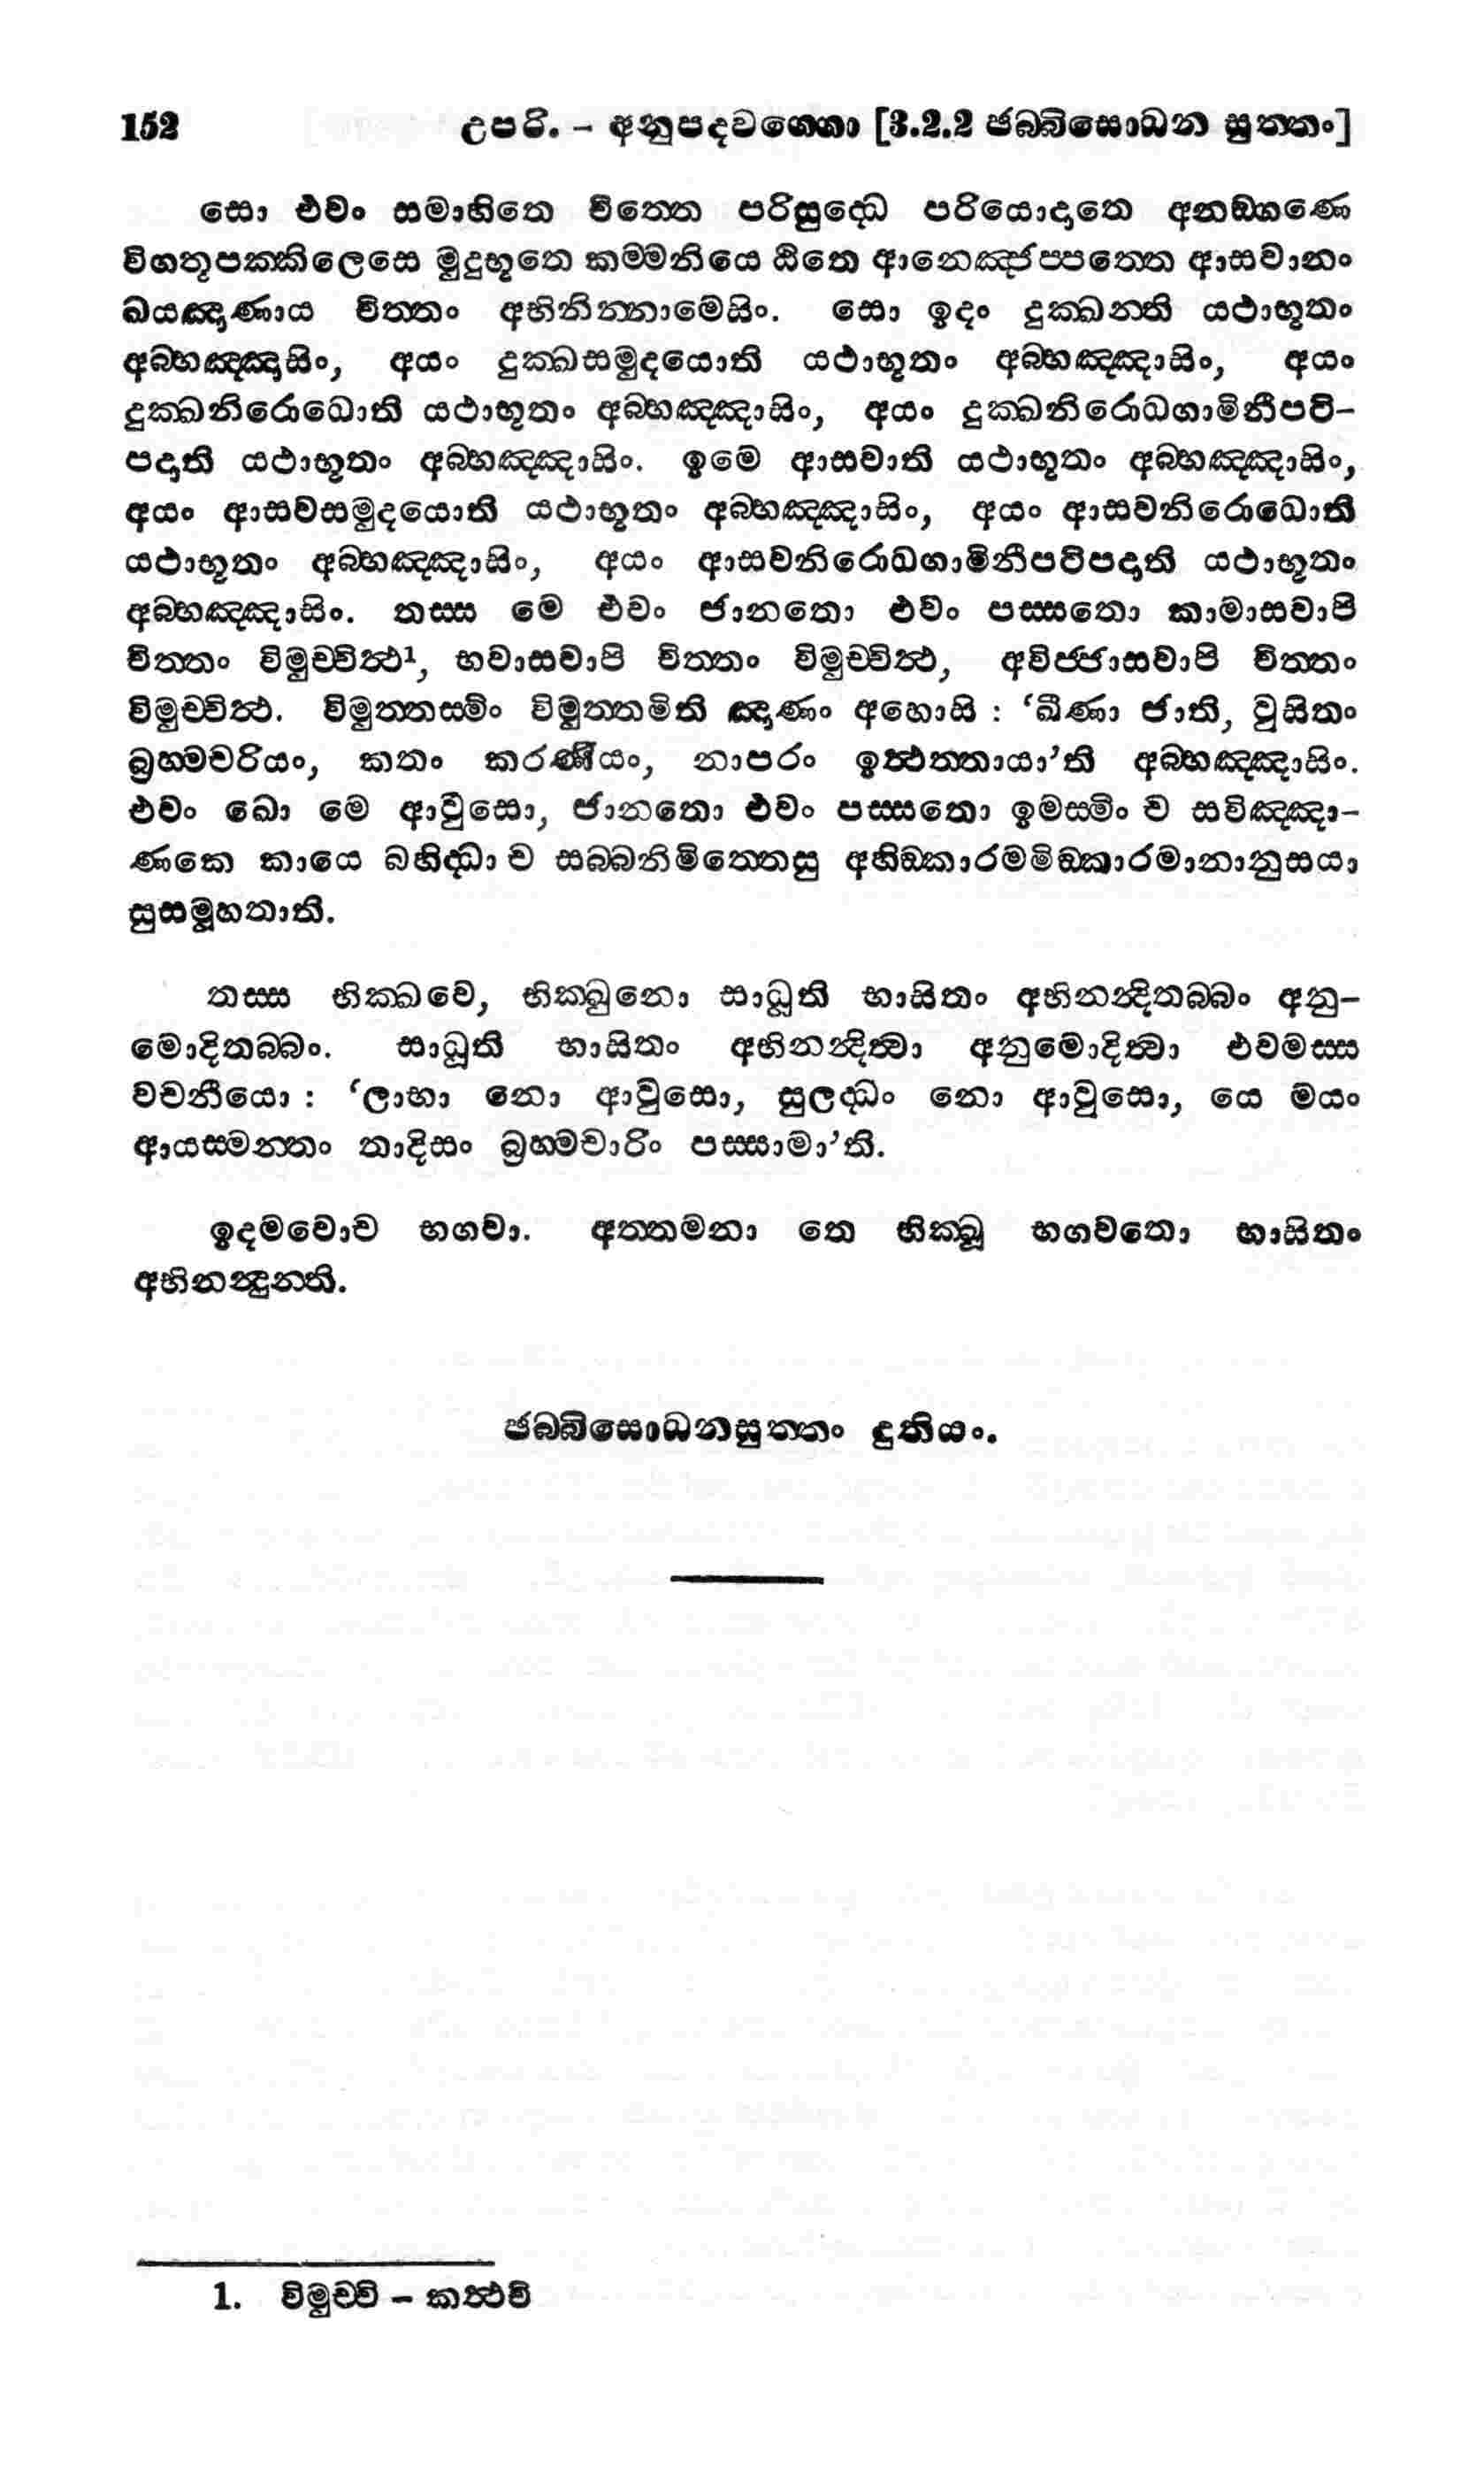 152 උපරි. - අනුපදවග්ගො [3.2.2 ඡබ්බිසොධන සුත්තං]
සො එවං සමාහිතෙ චිත්තෙ පරිසුද්ධෙ පරියොදාතෙ අනඞ්ගණෙ
විගතූපක්කිලෙසෙ මුදුභූතෙ කම්මනියෙ ඨිතෙ ආනෙඤ්ජප්පත්තෙ ආසවානං
ඛයඤාණාය චිත්තං අභිනින්නාමෙසිං. සො ඉදං දුක්ඛන්ති යථාභූතං
අබ්භඤ්ඤාසිං, අයං දුක්ඛසමුදයොති යථාභූතං අබ්භඤ්ඤාසිං, අයං
දුක්ඛනිරොධොති යථාභූතං අබ්භඤ්ඤාසිං, අයං දුක්ඛනිරොධගාමිනීපටි-
පදාති යථාභූතං අබ්භඤ්ඤාසිං. ඉමෙ ආසවාති යථාභූතං අබ්භඤ්ඤාසිං,
අයං ආසවසමුදයොති යථාභූතං අබ්භඤ්ඤාසිං, අයං ආසවනිරොධොති
යථාභූතං අබ්භඤ්ඤාසිං, අයං ආසවනිරොධගාමිනීපටිපදාති යථාභූතං
අබ්භඤ්ඤාසිං. තස්ස මෙ එවං ජානතො එවං පස්සතො කාමාසවාපි
චිත්තං විමුච්චිත්ථ¹, භවාසවාපි චිත්තං විමුච්චිත්ථ, අවිජ්ජාසවාපි චිත්තං
විමුච්චිත්ථ. විමුත්තස්මිං විමුත්තමිති ඤාණං අහොසි : ‘ඛීණා ජාති, වුසිතං
බ්‍රහ්මචරියං, කතං කරණීයං, නාපරං ඉත්ථත්තායා’ති අබ්භඤ්ඤාසිං.
එවං ඛො මෙ ආවුසො, ජානතො එවං පස්සතො ඉමස්මිං ච සවිඤ්ඤා-
ණකෙ කායෙ බහිද්ධා ච සබ්බනිමිත්තෙසු අහිඞ්කාරමමිඞ්කාරමානානුසයා
සුසමූහතාති.
තස්ස භික්ඛවෙ, භික්ඛුනො සාධූති භාසිතං අභිනන්දිතබ්බං අනු-
මොදිතබ්බං. සාධූති භාසිතං අභිනන්දිත්වා අනුමොදිත්වා එවමස්ස
වචනීයො : ‘ලාභා නො ආවුසො, සුලද්ධං නො ආවුසො, යෙ මයං
ආයස්මන්තං තාදිසං බ්‍රහ්මචාරිං පස්සාමා’ති.
ඉදමවොච භගවා. අත්තමනා තෙ භික්ඛූ භගවතො භාසිතං
අභිනන්දුන්ති.
ඡබ්බිසොධනසුත්තං දුතියං.
1. විමුච්චි - කත්ථචි